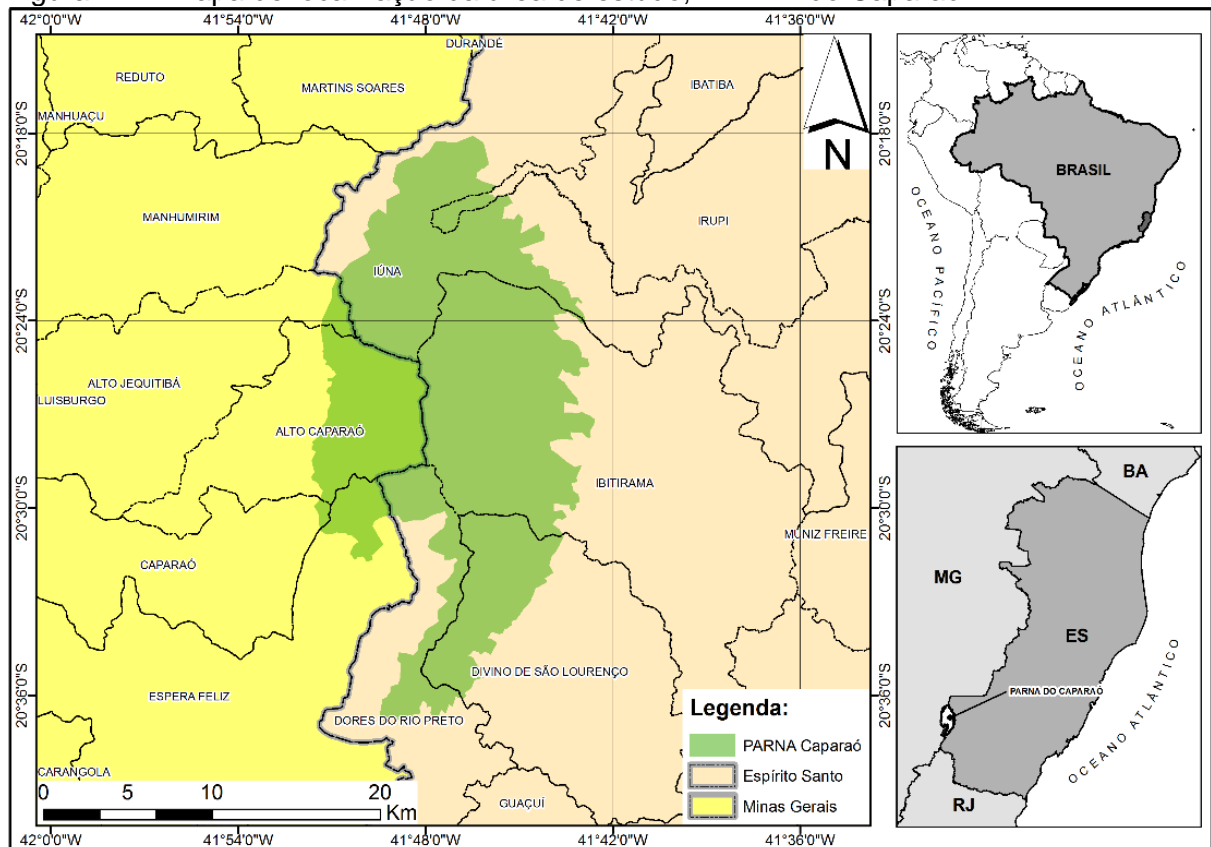 42°0'0"W 41°54'0"W 41°48'0"W 41°42'0"W 41°36'0"W
DURANDÉ
REDUTO
MARTINS SOARES
IBATIBA
MANHUAÇU
20°18'0"S 20°18'0"S
N
MANHUMIRIM
IRUPI
IÚNA
20°24'0"S 20°24'0"S
ALTO JEQUITIBÁ
LUISBURGO
ALTO CAPARAÓ
IBITIRAMA
20°30'0"S 20°30'0"S
MUNIZ FREIRE
CAPARAÓ
DIVINO DE SÃO LOURENÇO
ESPERA FELIZ
20°36'0"S 20°36'0"S
DORES DO RIO PRETO
CARANGOLA
GUAÇUÍ
0 5 10 20
Km
Legenda:
PARNA Caparaó
Espírito Santo
Minas Gerais
42°0'0"W 41°54'0"W 41°48'0"W 41°42'0"W 41°36'0"W
BRASIL
OCEANO PACÍFICO
OCEANO ATLÂNTICO
BA
MG
ES
PARNA DO CAPARAÓ
OCEANO ATLÂNTICO
RJ